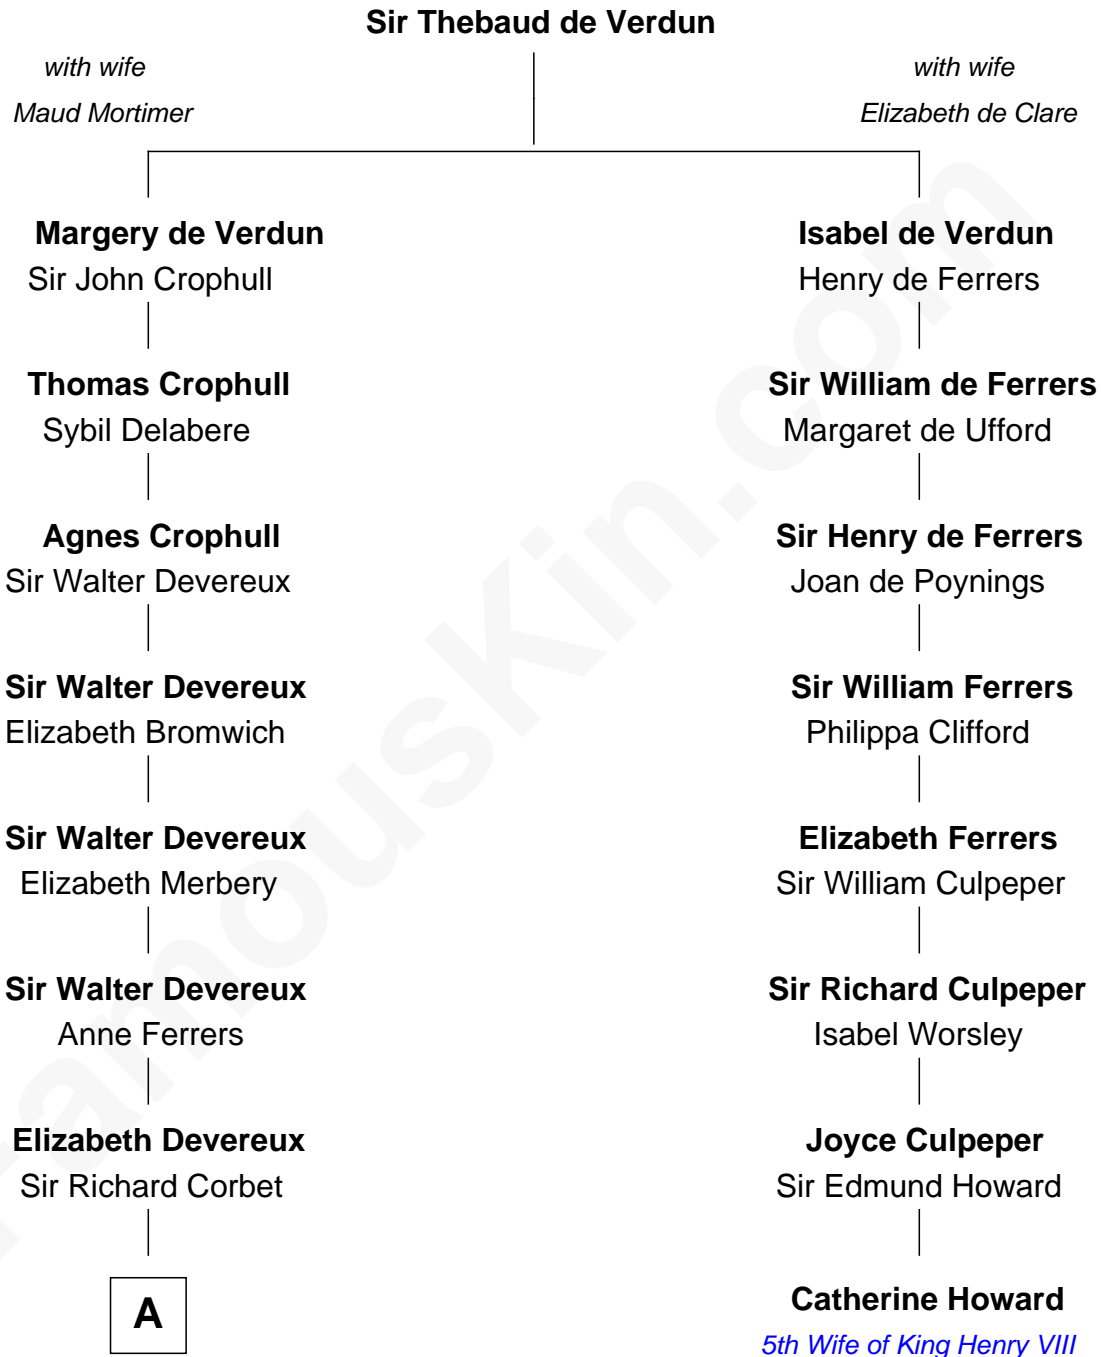 Sir Thebaud de Verdun
with wife
Maud Mortimer
with wife
Elizabeth de Clare
Margery de Verdun
Sir John Crophull
Isabel de Verdun
Henry de Ferrers
Thomas Crophull
Sybil Delabere
Sir William de Ferrers
Margaret de Ufford
Agnes Crophull
Sir Walter Devereux
Sir Henry de Ferrers
Joan de Poynings
Sir Walter Devereux
Elizabeth Bromwich
Sir William Ferrers
Philippa Clifford
Sir Walter Devereux
Elizabeth Merbery
Elizabeth Ferrers
Sir William Culpeper
Sir Walter Devereux
Anne Ferrers
Sir Richard Culpeper
Isabel Worsley
Elizabeth Devereux
Sir Richard Corbet
Joyce Culpeper
Sir Edmund Howard
A
Catherine Howard
5th Wife of King Henry VIII
FamousKin.com